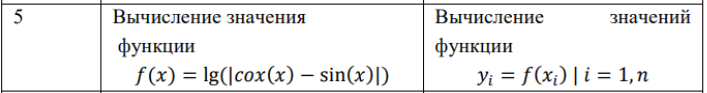 5
Вычисление значения
функции
f(x) = lg(|cox(x) − sin(x)|)
Вычисление значений
функции
yᵢ = f(xᵢ) | i = 1, n